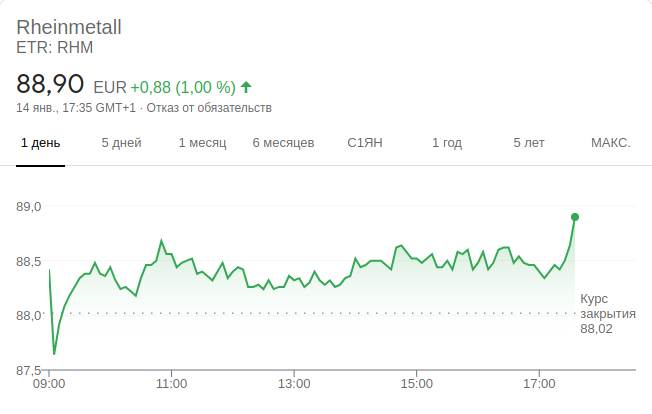 Rheinmetall
ETR: RHM
88,90 EUR +0,88 (1,00 %)
14 янв., 17:35 GMT+1 · Отказ от обязательств
1 день 5 дней 1 месяц 6 месяцев С1ЯН 1 год 5 лет МАКС.
89,0
88,5
88,0
87,5
Курс
закрытия
88,02
09:00 11:00 13:00 15:00 17:00